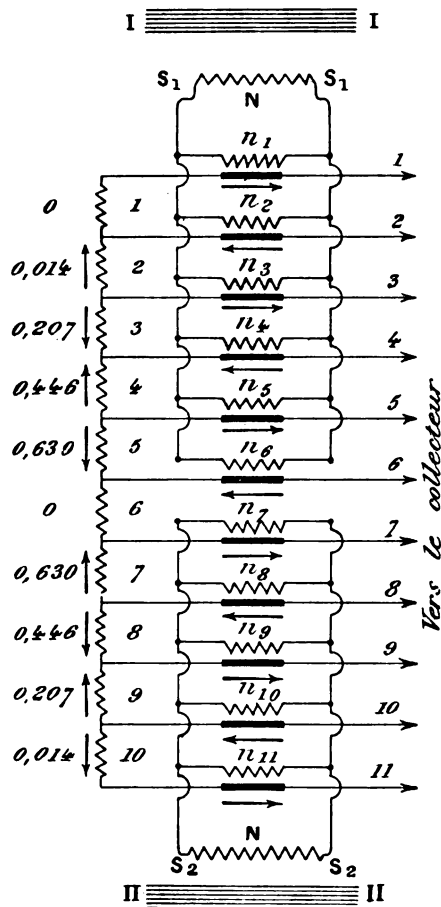 I I
S1 S1
N
n1 1
0 1 n2 2
0,014 2 n3 3
0,207 3 n4 4
0,446 4 n5 5
0,630 5 n6 6
0 6 n7 7
0,630 7 n8 8
0,446 8 n9 9
0,207 9 n10 10
0,014 10 n11 11
Vers le collecteur
N
S2 S2
II II